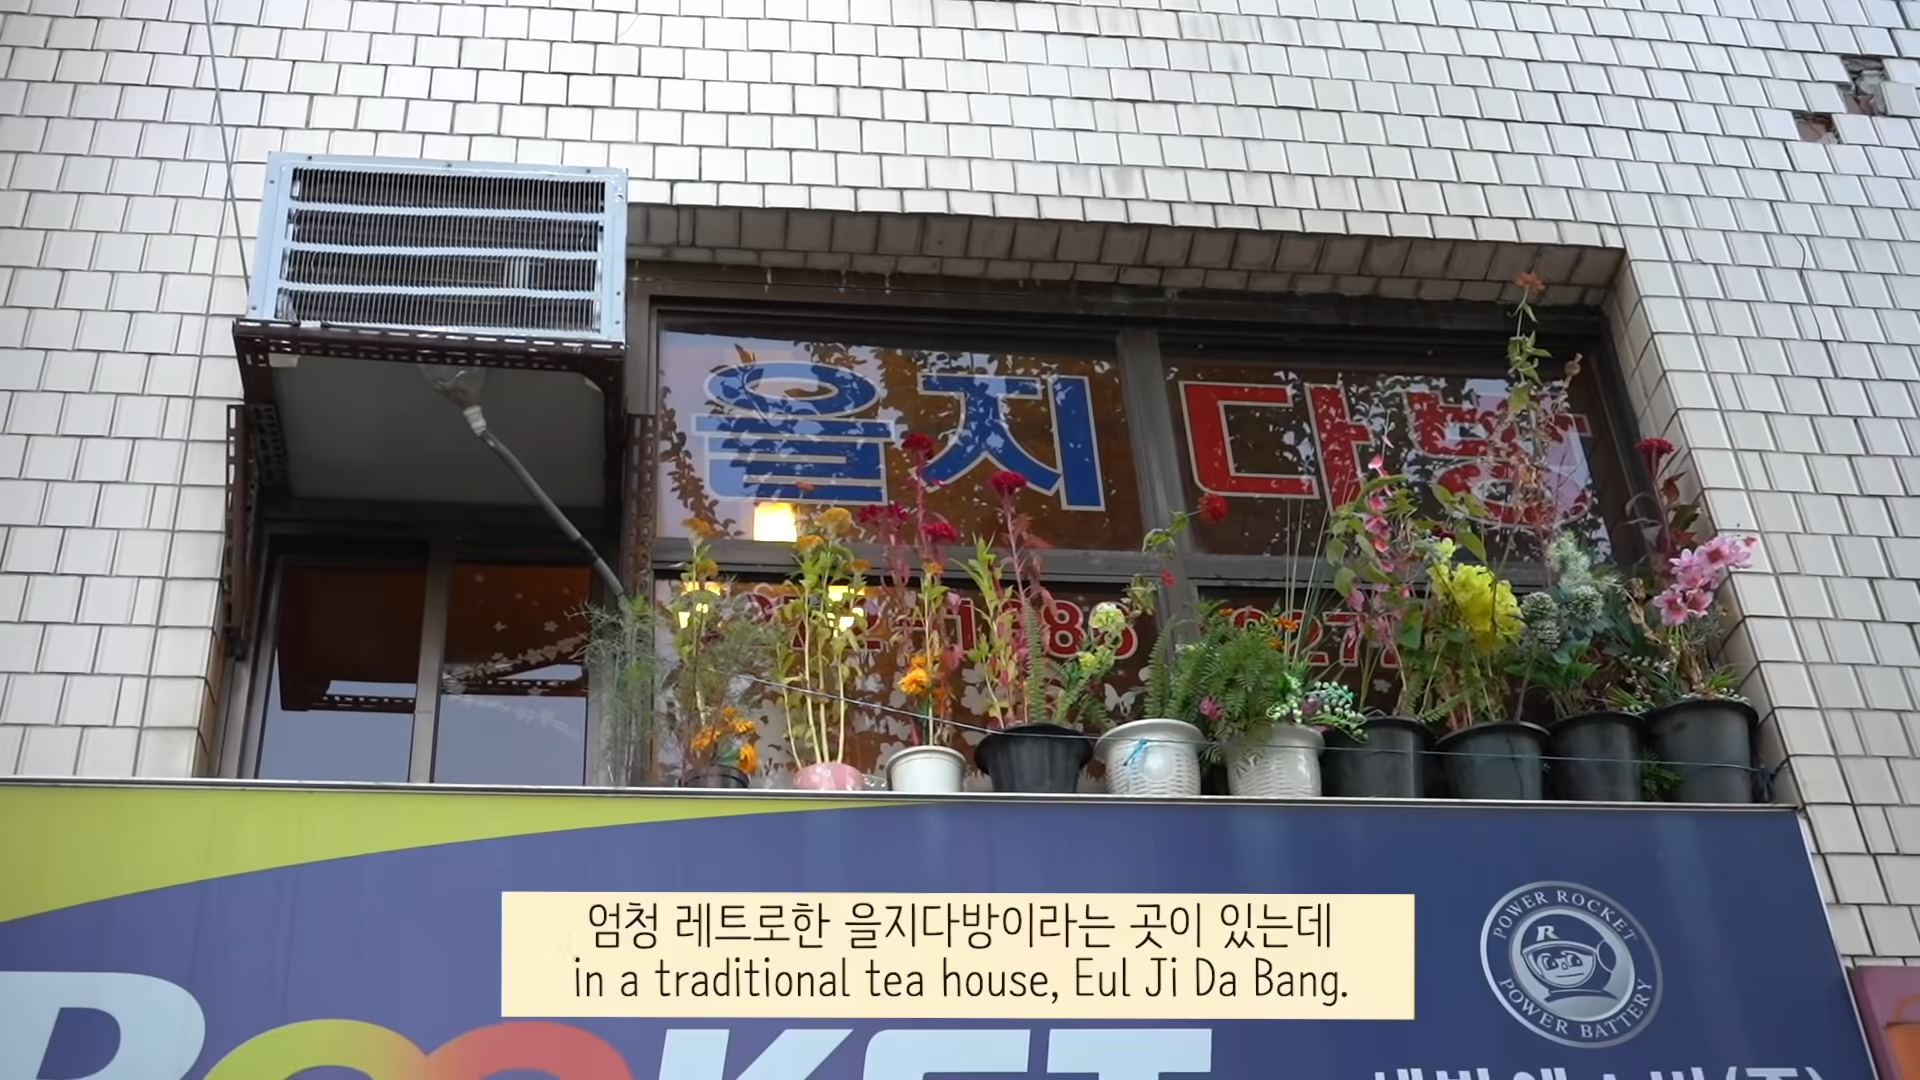 을지 다방
엄청 레트로한 을지다방이라는 곳이 있는데
in a traditional tea house, Eul Ji Da Bang.
POWER ROCKET
R
POWER BATTERY
ROCKET